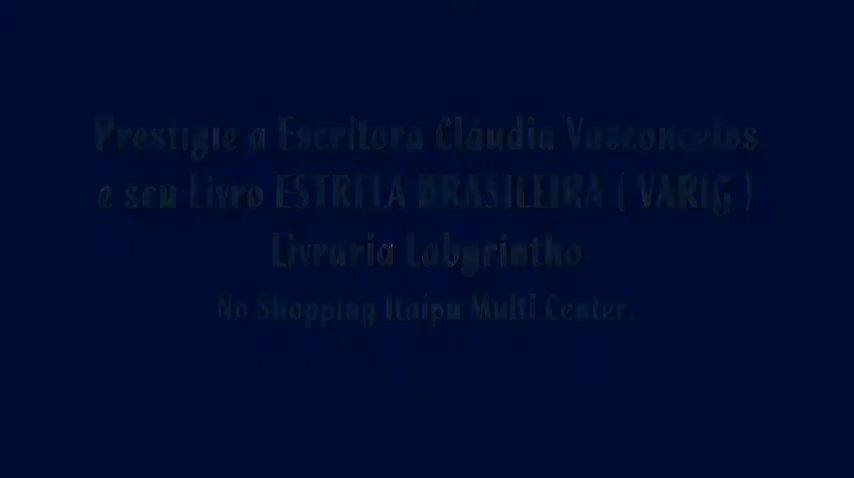 Prestigie a Escritora Cláudia Vasconcelos
e seu Livro ESTRELA BRASILEIRA ( VARIG )
Livraria Labyrintho
No Shopping Itaipu Multi Center.